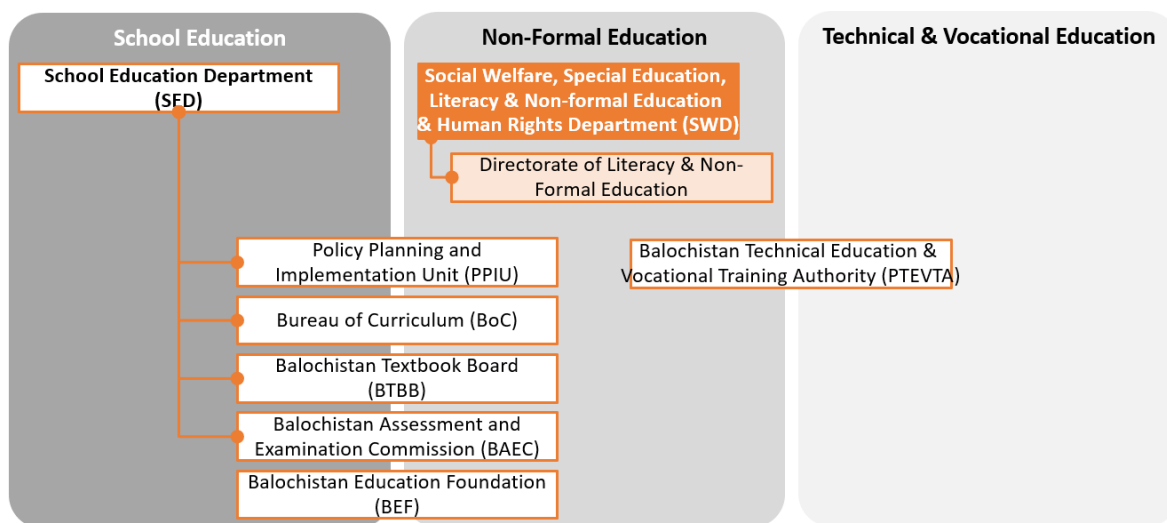 School Education
School Education Department
(SED)
Policy Planning and
Implementation Unit (PPIU)
Bureau of Curriculum (BoC)
Balochistan Textbook Board
(BTBB)
Balochistan Assessment and
Examination Commission (BAEC)
Balochistan Education Foundation
(BEF)
Non-Formal Education
Social Welfare, Special Education,
Literacy & Non-formal Education
& Human Rights Department (SWD)
Directorate of Literacy & Non-
Formal Education
Technical & Vocational Education
Balochistan Technical Education &
Vocational Training Authority (PTEVTA)